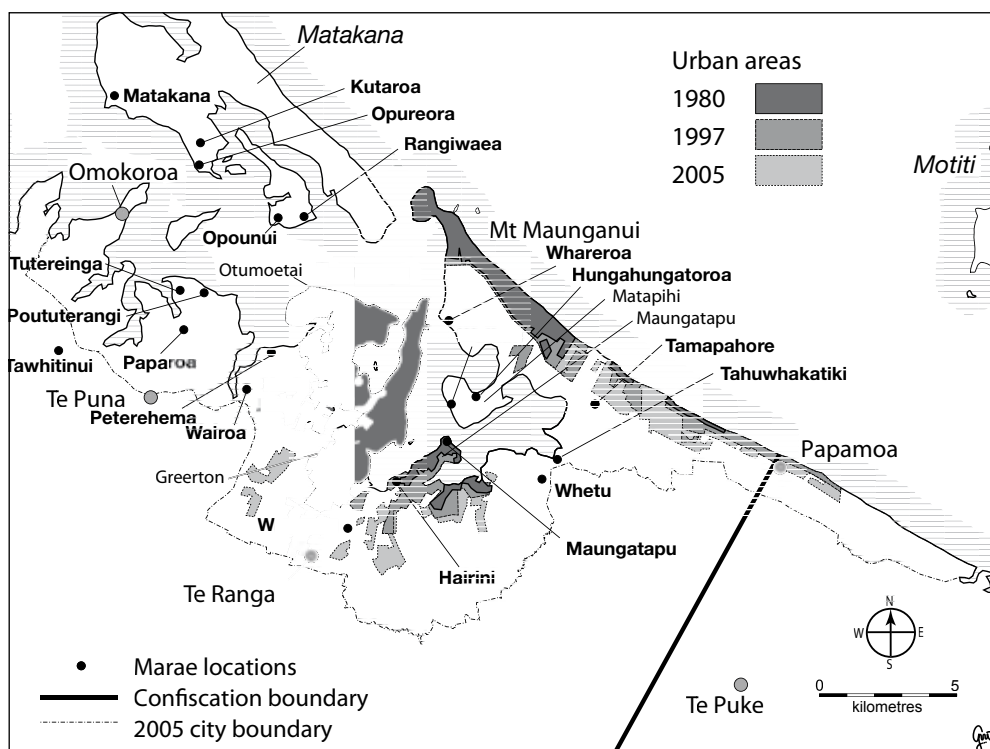 Matakana
Urban areas
1980
1997
2005
Matakana
Kutaroa
Opureora
Rangiwaea
Motiti
Omokoroa
Opounui
Mt Maunganui
Whareroa
Otumoetai
Tutereinga
Hungahungatoroa
Matapihi
Poututerangi
Maungatapu
Tamapahore
Tawhitinui
Paparoa
Tahuwhakatiki
Te Puna
Peterehema
Wairoa
Papamoa
Greerton
Whetu
W
Maungatapu
Hairini
Te Ranga
N
W E
S
Marae locations
Te Puke
0 5
kilometres
Confiscation boundary
2005 city boundary